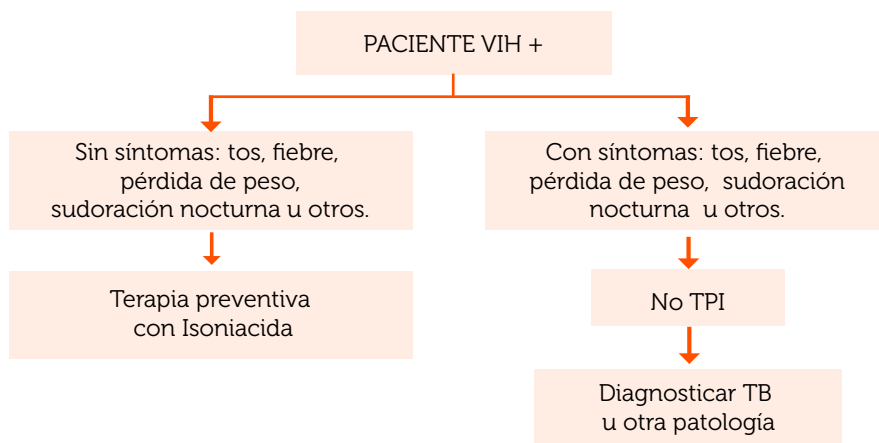 PACIENTE VIH +
Sin síntomas: tos, fiebre,
pérdida de peso,
sudoración nocturna u otros.
Terapia preventiva
con Isoniacida
Con síntomas: tos, fiebre,
pérdida de peso, sudoración
nocturna u otros.
No TPI
Diagnosticar TB
u otra patología